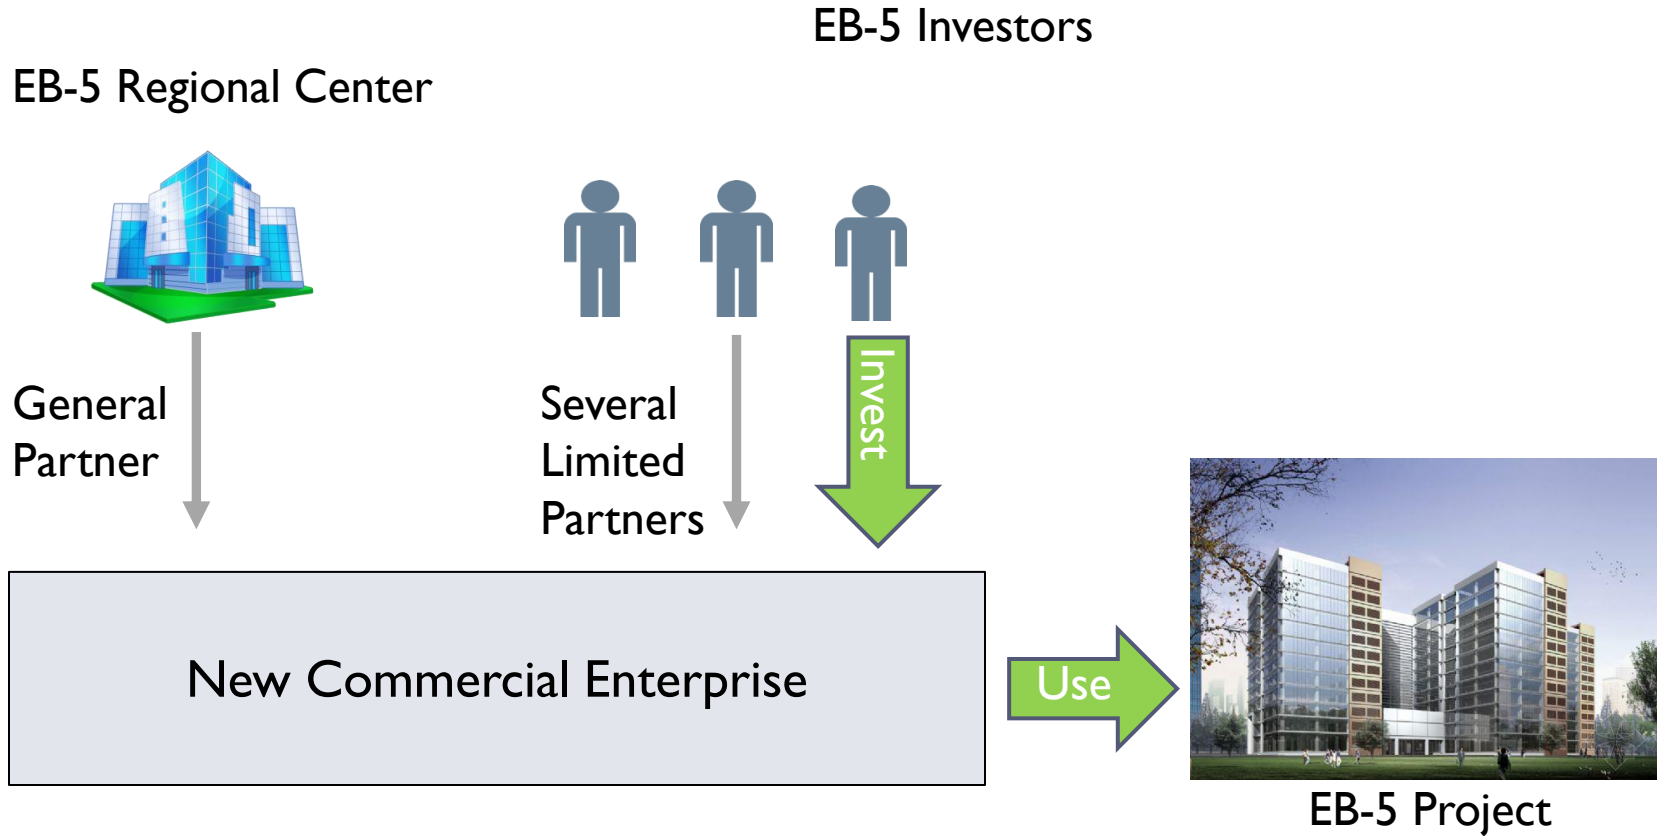 EB-5 Investors
EB-5 Regional Center
General
Partner
Several
Limited
Partners
Invest
New Commercial Enterprise
Use
EB-5 Project